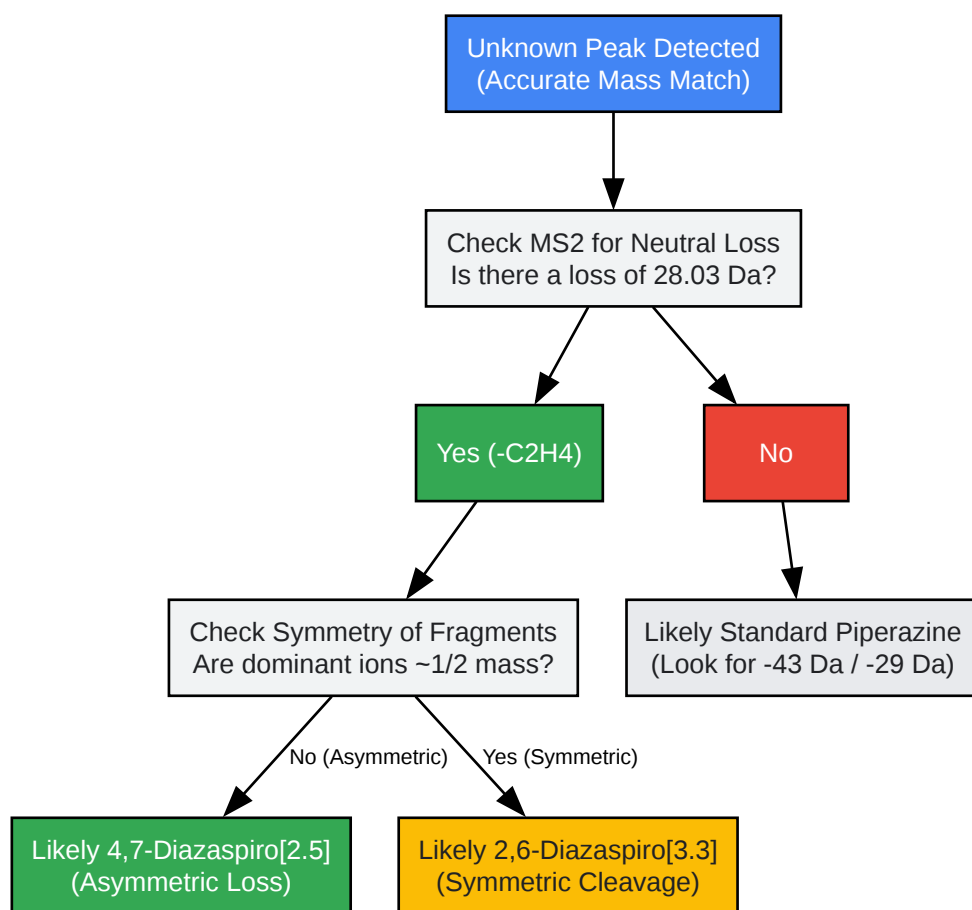 Unknown Peak Detected
(Accurate Mass Match)
Check MS2 for Neutral Loss
Is there a loss of 28.03 Da?
Yes (-C2H4)
No
Check Symmetry of Fragments
Are dominant ions ~1/2 mass?
Likely Standard Piperazine
(Look for -43 Da / -29 Da)
No (Asymmetric)
Yes (Symmetric)
Likely 4,7-Diazaspiro[2.5]
(Asymmetric Loss)
Likely 2,6-Diazaspiro[3.3]
(Symmetric Cleavage)